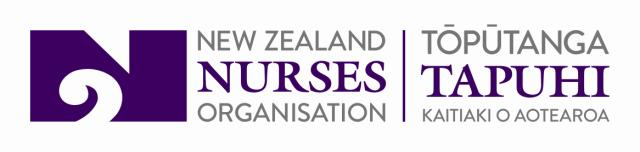 NEW ZEALAND
NURSES
ORGANISATION
TŌPŪTANGA
TAPUHI
KAITIAKI O AOTEAROA